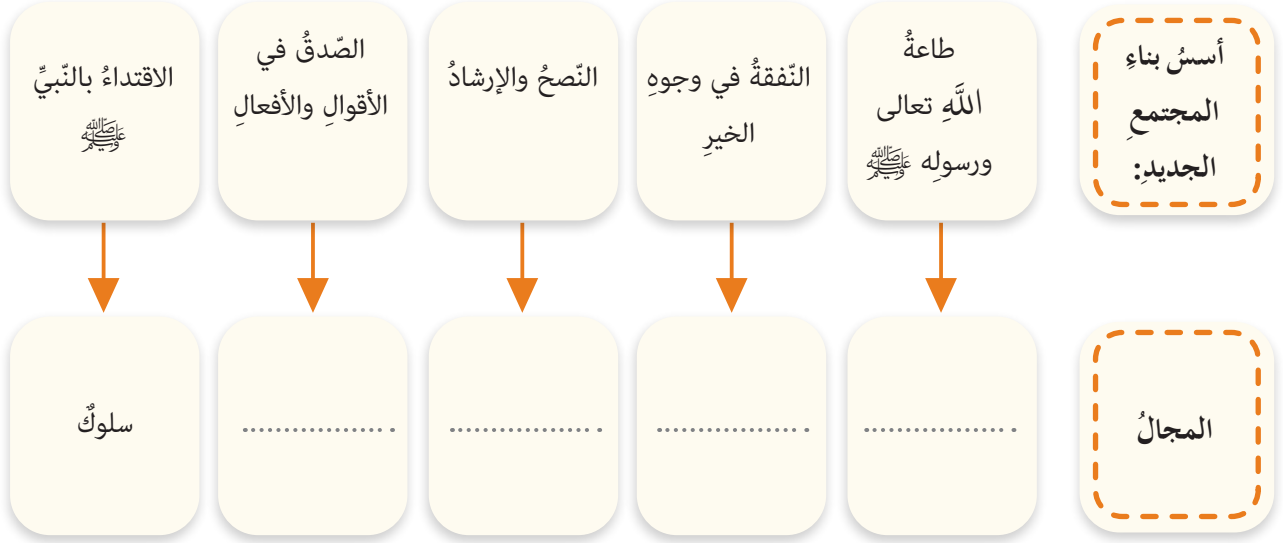 أسسُ بناءِ
المجتمعِ
الجديدِ:
طاعةُ
اللَّهِ تعالى
ورسولِه ﷺ
النّفقةُ في وجوهِ
الخيرِ
النّصحُ والإرشادُ
الصّدقُ في
الأقوالِ والأفعالِ
الاقتداءُ بالنّبيِّ
ﷺ
المجالُ
................
................
................
................
سلوكٌ